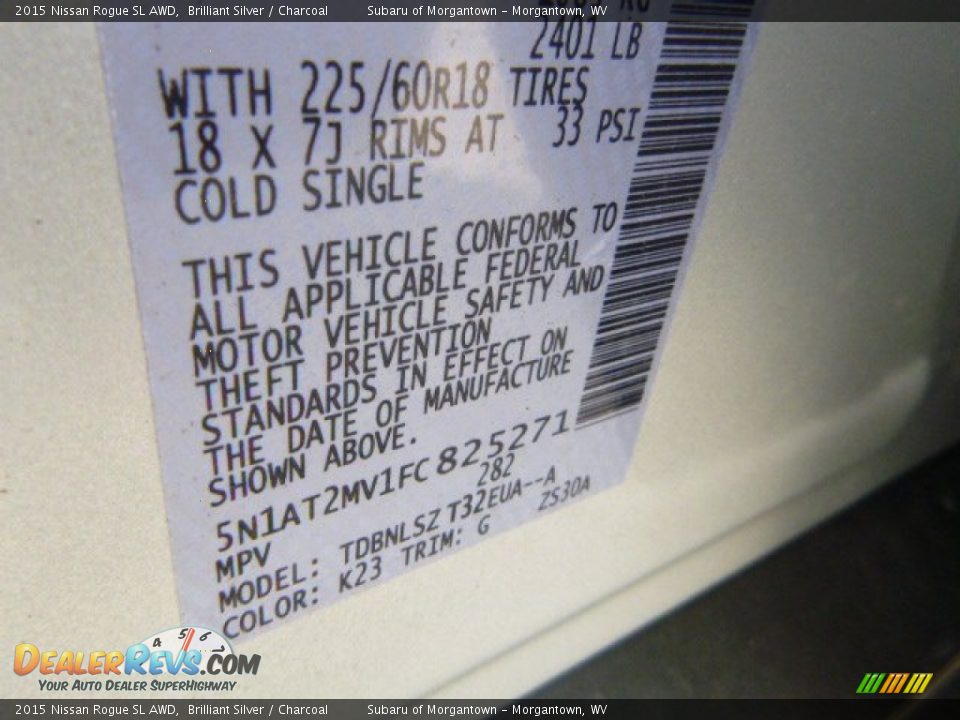 2015 Nissan Rogue SL AWD, Brilliant Silver / Charcoal Subaru of Morgantown - Morgantown, WV
2401 LB
WITH 225/60R18 TIRES
18 X 7J RIMS AT 33 PSI
COLD SINGLE
THIS VEHICLE CONFORMS TO
ALL APPLICABLE FEDERAL
MOTOR VEHICLE SAFETY AND
THEFT PREVENTION
STANDARDS IN EFFECT ON
THE DATE OF MANUFACTURE
SHOWN ABOVE.
5N1AT2MV1FC825271
282
MPV
MODEL: TDBNLSZ T32EUA--A
COLOR: K23 TRIM: G ZS30A
4 5 6
DEALERREVS.COM
YOUR AUTO DEALER SUPERHIGHWAY
2015 Nissan Rogue SL AWD, Brilliant Silver / Charcoal Subaru of Morgantown - Morgantown, WV